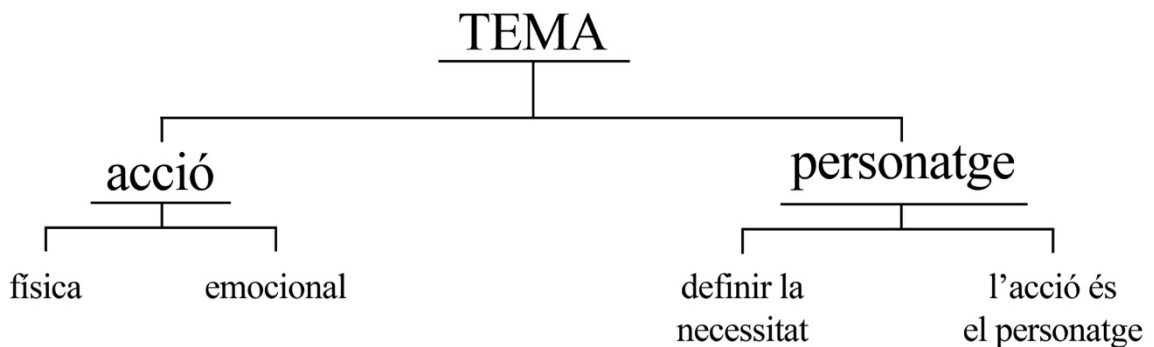 TEMA
acció
personatge
física
emocional
definir la
necessitat
l’acció és
el personatge